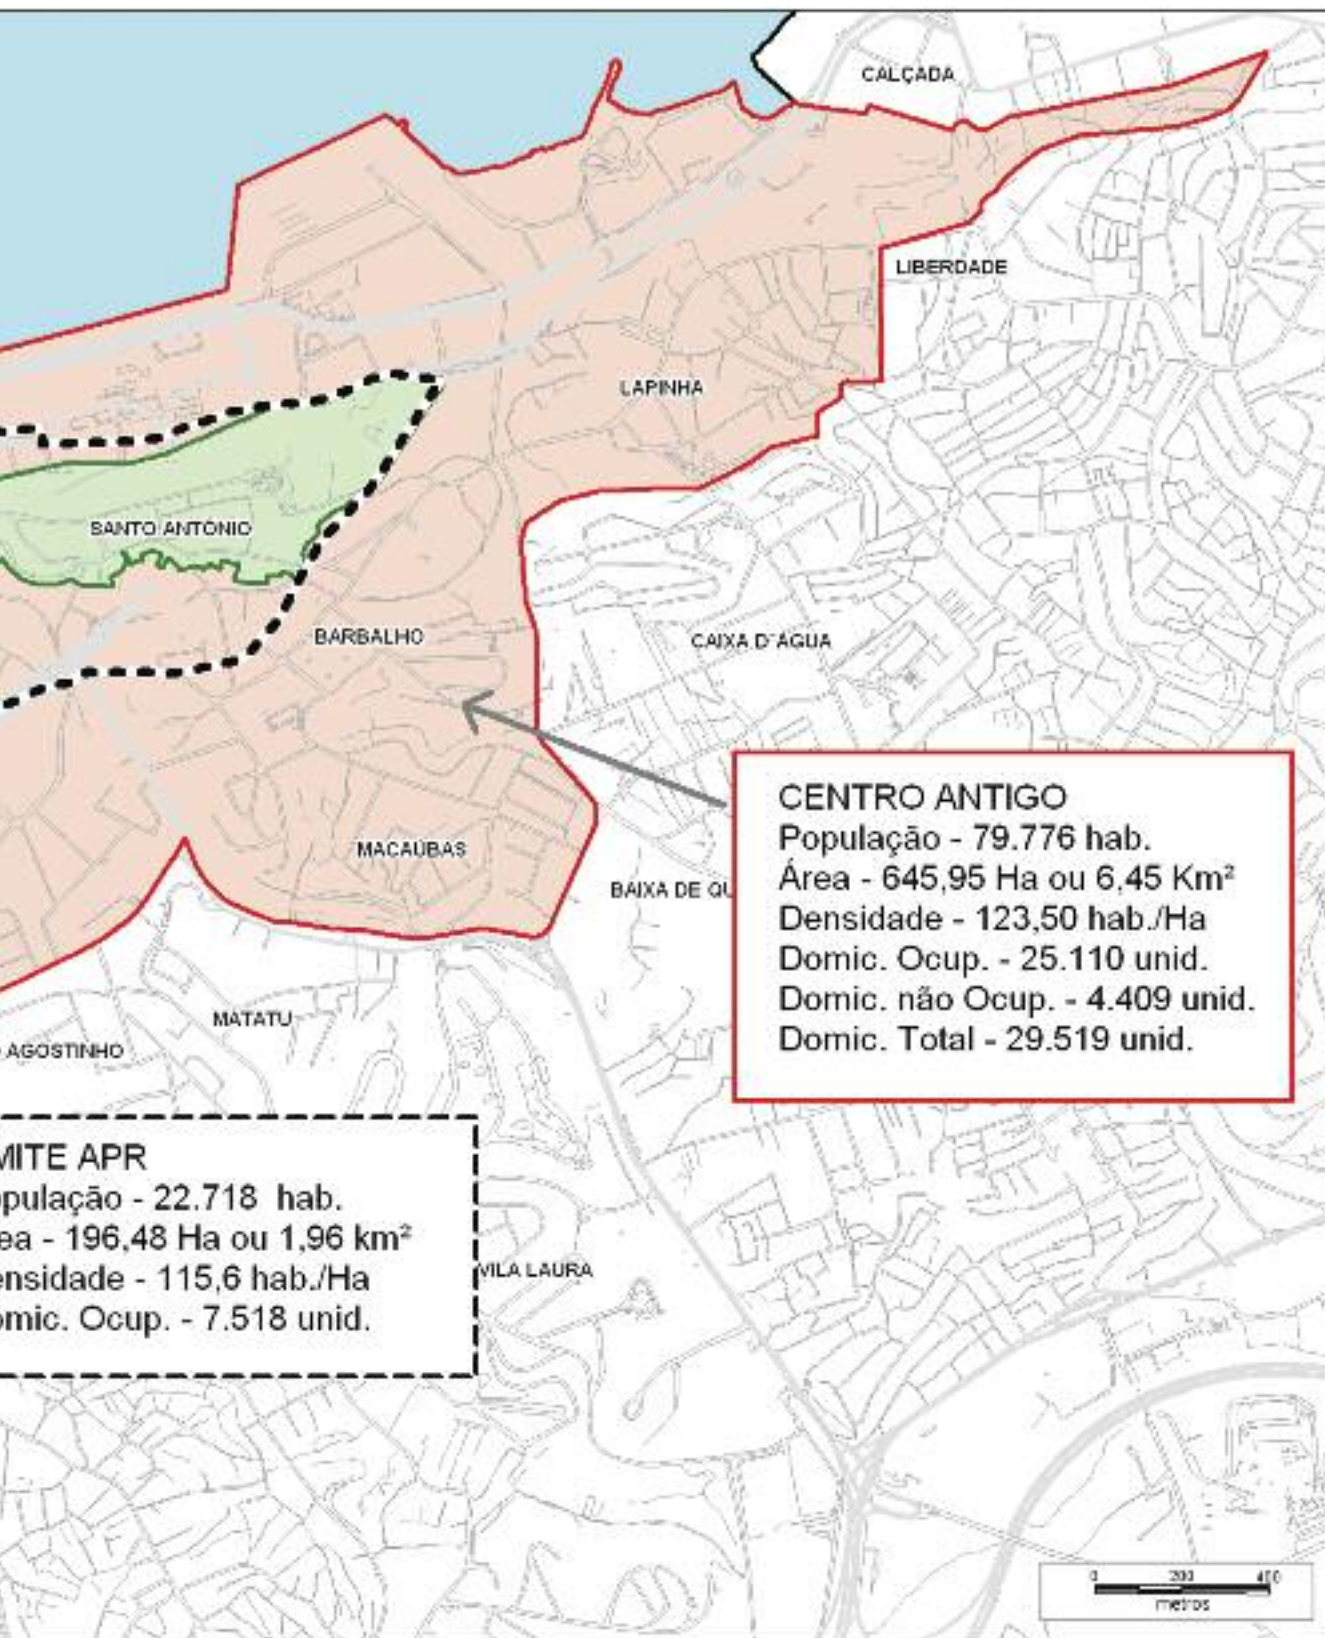 CALÇADA
LIBERDADE
LAPINHA
SANTO ANTONIO
BARBALHO
CAIXA D´AGUA
CENTRO ANTIGO
População - 79.776 hab.
Área - 645,95 Ha ou 6,45 Km²
Densidade - 123,50 hab./Ha
Domic. Ocup. - 25.110 unid.
Domic. não Ocup. - 4.409 unid.
Domic. Total - 29.519 unid.
MACAÚBAS
BAIXA DE QU
MATATU
AGOSTINHO
MITE APR
pulação - 22.718 hab.
ea - 196,48 Ha ou 1,96 km²
ensidade - 115,6 hab./Ha
omic. Ocup. - 7.518 unid.
VILA LAURA
0 200 400
metros